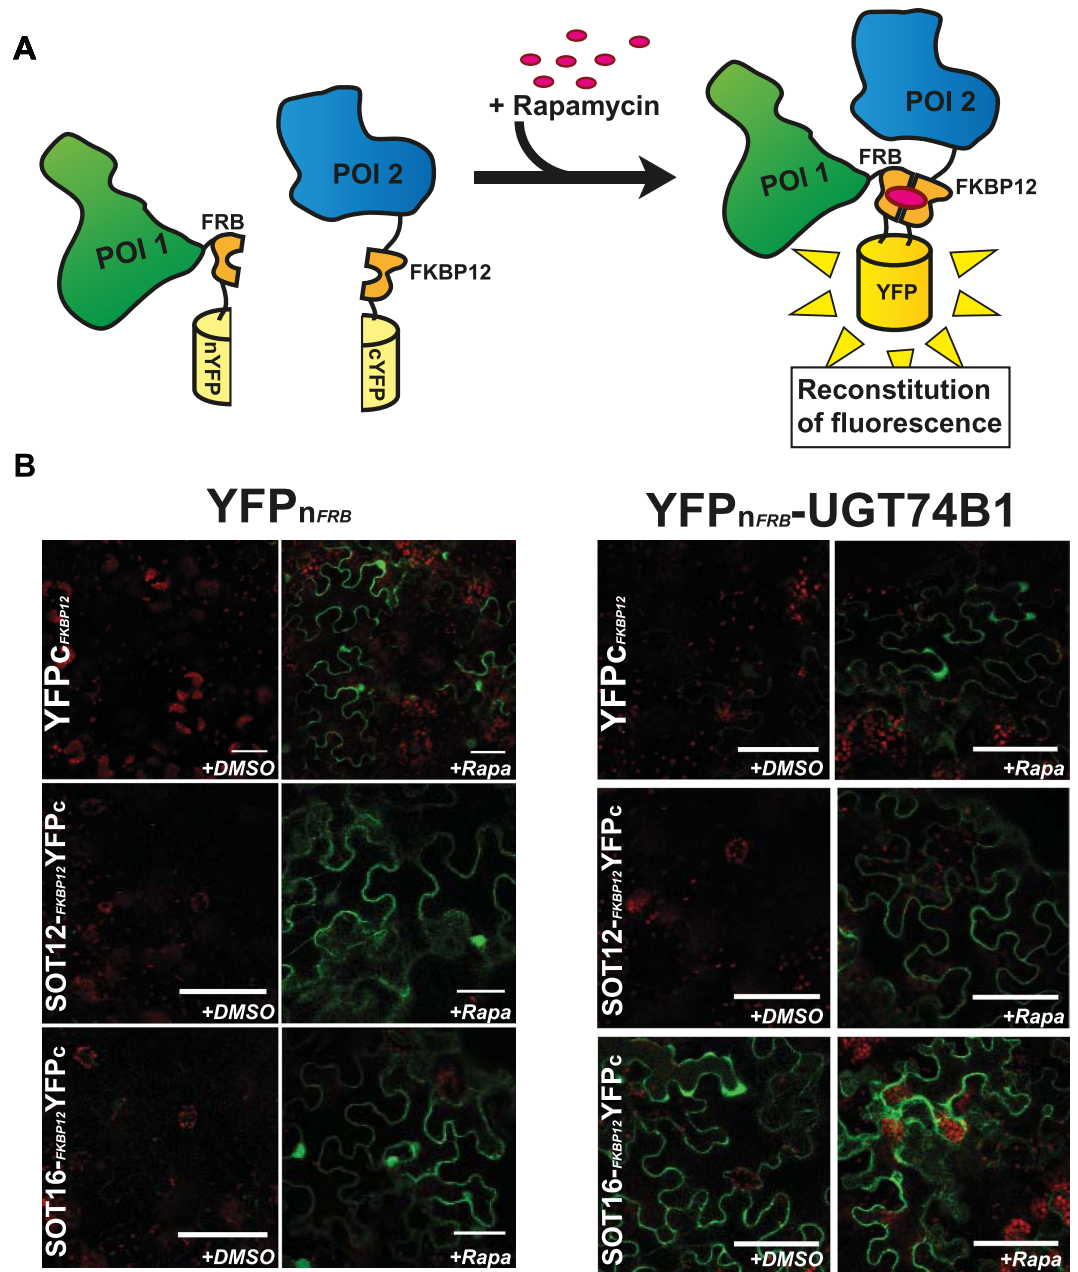 A
+ Rapamycin
POI 1
FRB
POI 2
FKBP12
nYFP
cYFP
POI 1
FRB
POI 2
FKBP12
YFP
Reconstitution
of fluorescence
B
YFPnFRB
YFPnFRB-UGT74B1
YFPCFKBP12
+DMSO
+Rapa
YFPCFKBP12
+DMSO
+Rapa
SOT12-FKBP12YFPc
+DMSO
+Rapa
SOT12-FKBP12YFPc
+DMSO
+Rapa
SOT16-FKBP12YFPc
+DMSO
+Rapa
SOT16-FKBP12YFPc
+DMSO
+Rapa